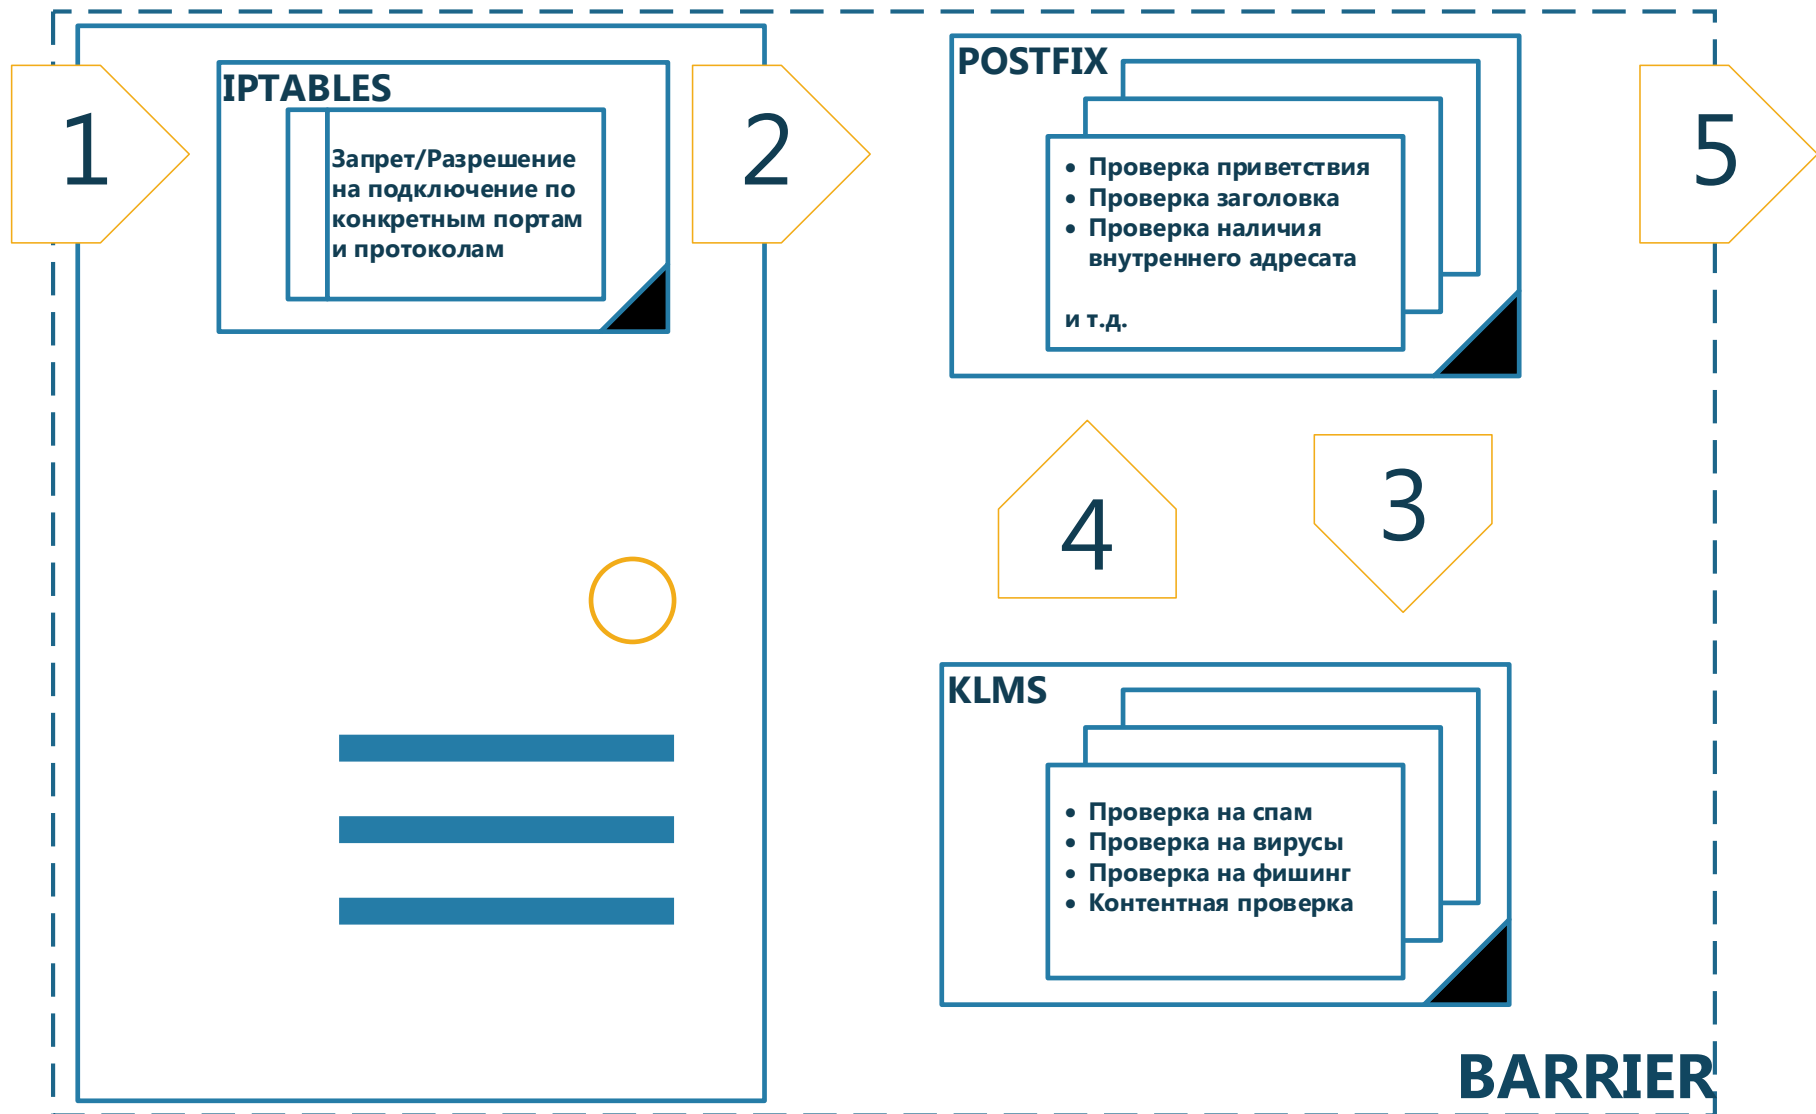 1
IPTABLES
Запрет/Разрешение
на подключение по
конкретным портам
и протоколам
2
POSTFIX
• Проверка приветствия
• Проверка заголовка
• Проверка наличия
внутреннего адресата
и т.д.
5
4
3
KLMS
• Проверка на спам
• Проверка на вирусы
• Проверка на фишинг
• Контентная проверка
BARRIER